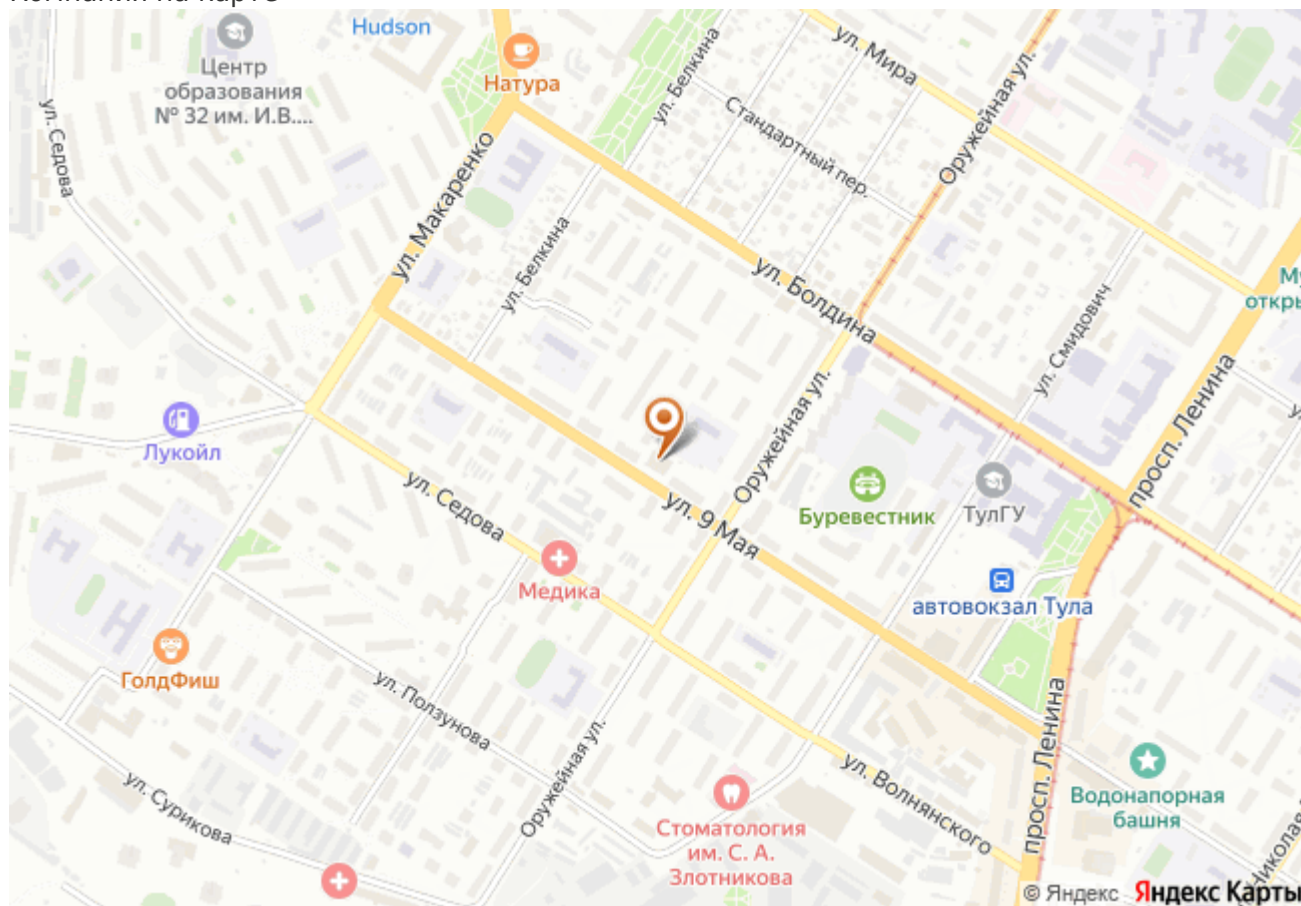 Hudson
Центр
образования
№ 32 им. И.В....
Натура
ул. Белкина
ул. Мира
Оружейная ул.
ул. Седова
Стандартный пер.
ул. Макаренко
ул. Белкина
ул. Болдина
ул. Смидович
просп. Ленина
Лукойл
ул. Седова
ул. 9 Мая
Оружейная ул.
Буревестник
ТулГУ
Медика
автовокзал Тула
ГолдФиш
ул. Ползунова
Оружейная ул.
ул. Сурикова
Стоматология
им. С. А.
Злотникова
ул. Волнянского
просп. Ленина
Водонапорная
башня
© Яндекс Яндекс Карты